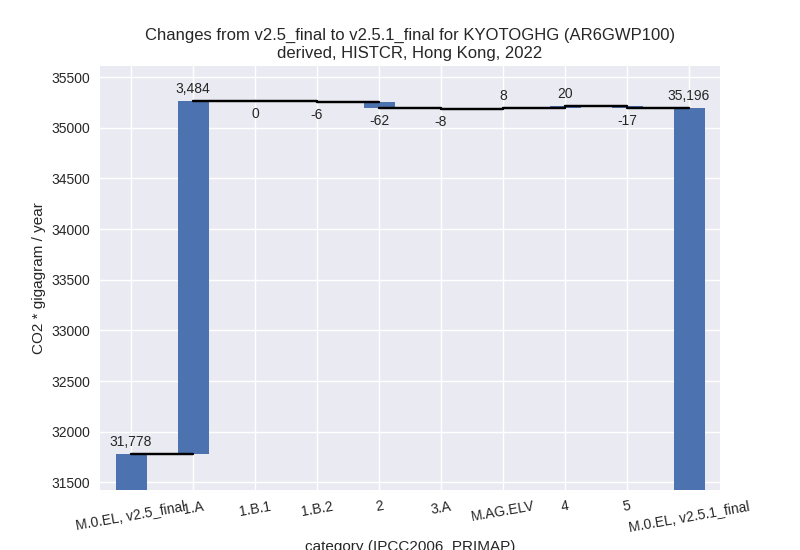 Changes from v2.5_final to v2.5.1_final for KYOTOGHG (AR6GWP100)
derived, HISTCR, Hong Kong, 2022
CO2 * gigagram / year
35500
35000
34500
34000
33500
33000
32500
32000
31500
31,778
3,484
0
-6
-62
-8
8
20
-17
35,196
M.0.EL, v2.5_final
1.A
1.B.1
1.B.2
2
3.A
M.AG.ELV
4
5
M.0.EL, v2.5.1_final
category (IPCC2006_PRIMAP)